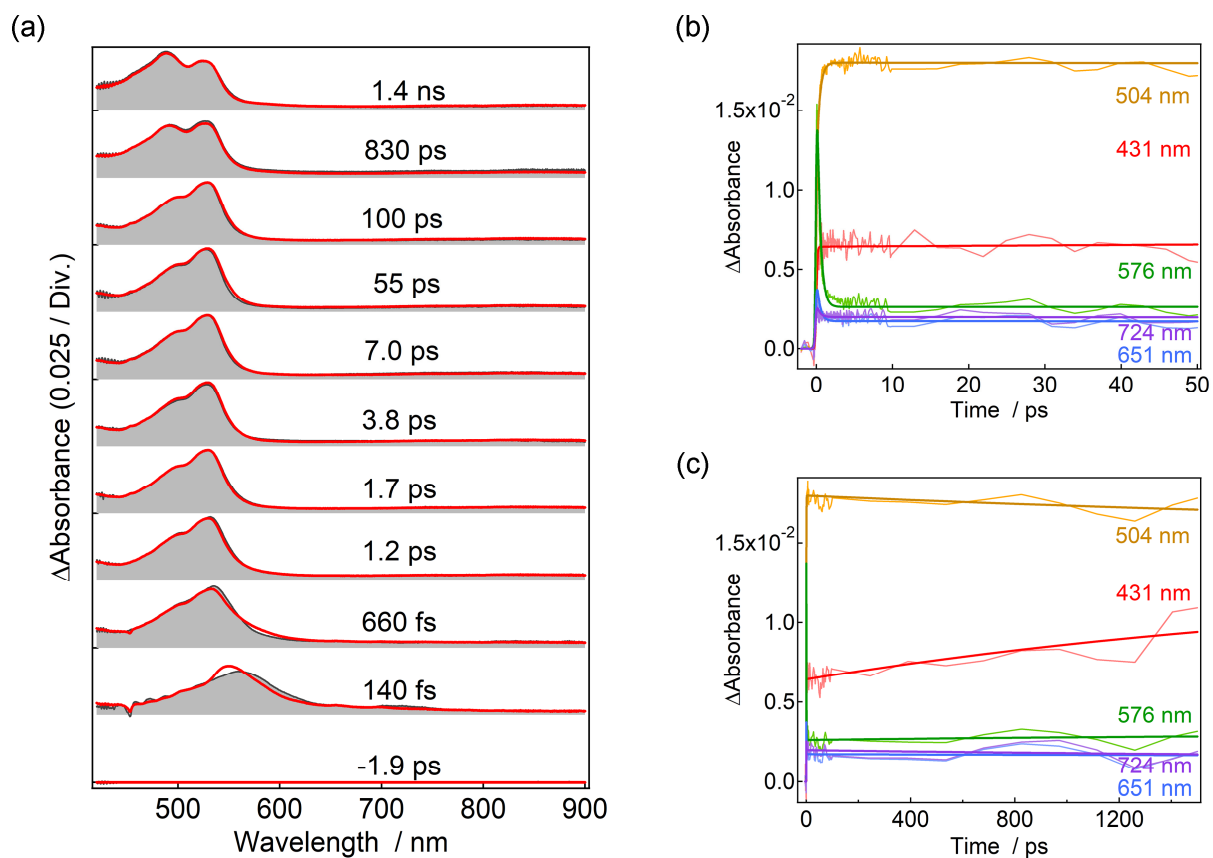 (a)
ΔAbsorbance (0.025 / Div.)
1.4 ns
830 ps
100 ps
55 ps
7.0 ps
3.8 ps
1.7 ps
1.2 ps
660 fs
140 fs
-1.9 ps
500 600 700 800 900
Wavelength / nm
(b)
ΔAbsorbance
1.5x10⁻²
1.0
0.5
0.0
504 nm
431 nm
576 nm
724 nm
651 nm
0 10 20 30 40 50
Time / ps
(c)
ΔAbsorbance
1.5x10⁻²
1.0
0.5
0.0
504 nm
431 nm
576 nm
724 nm
651 nm
0 400 800 1200
Time / ps